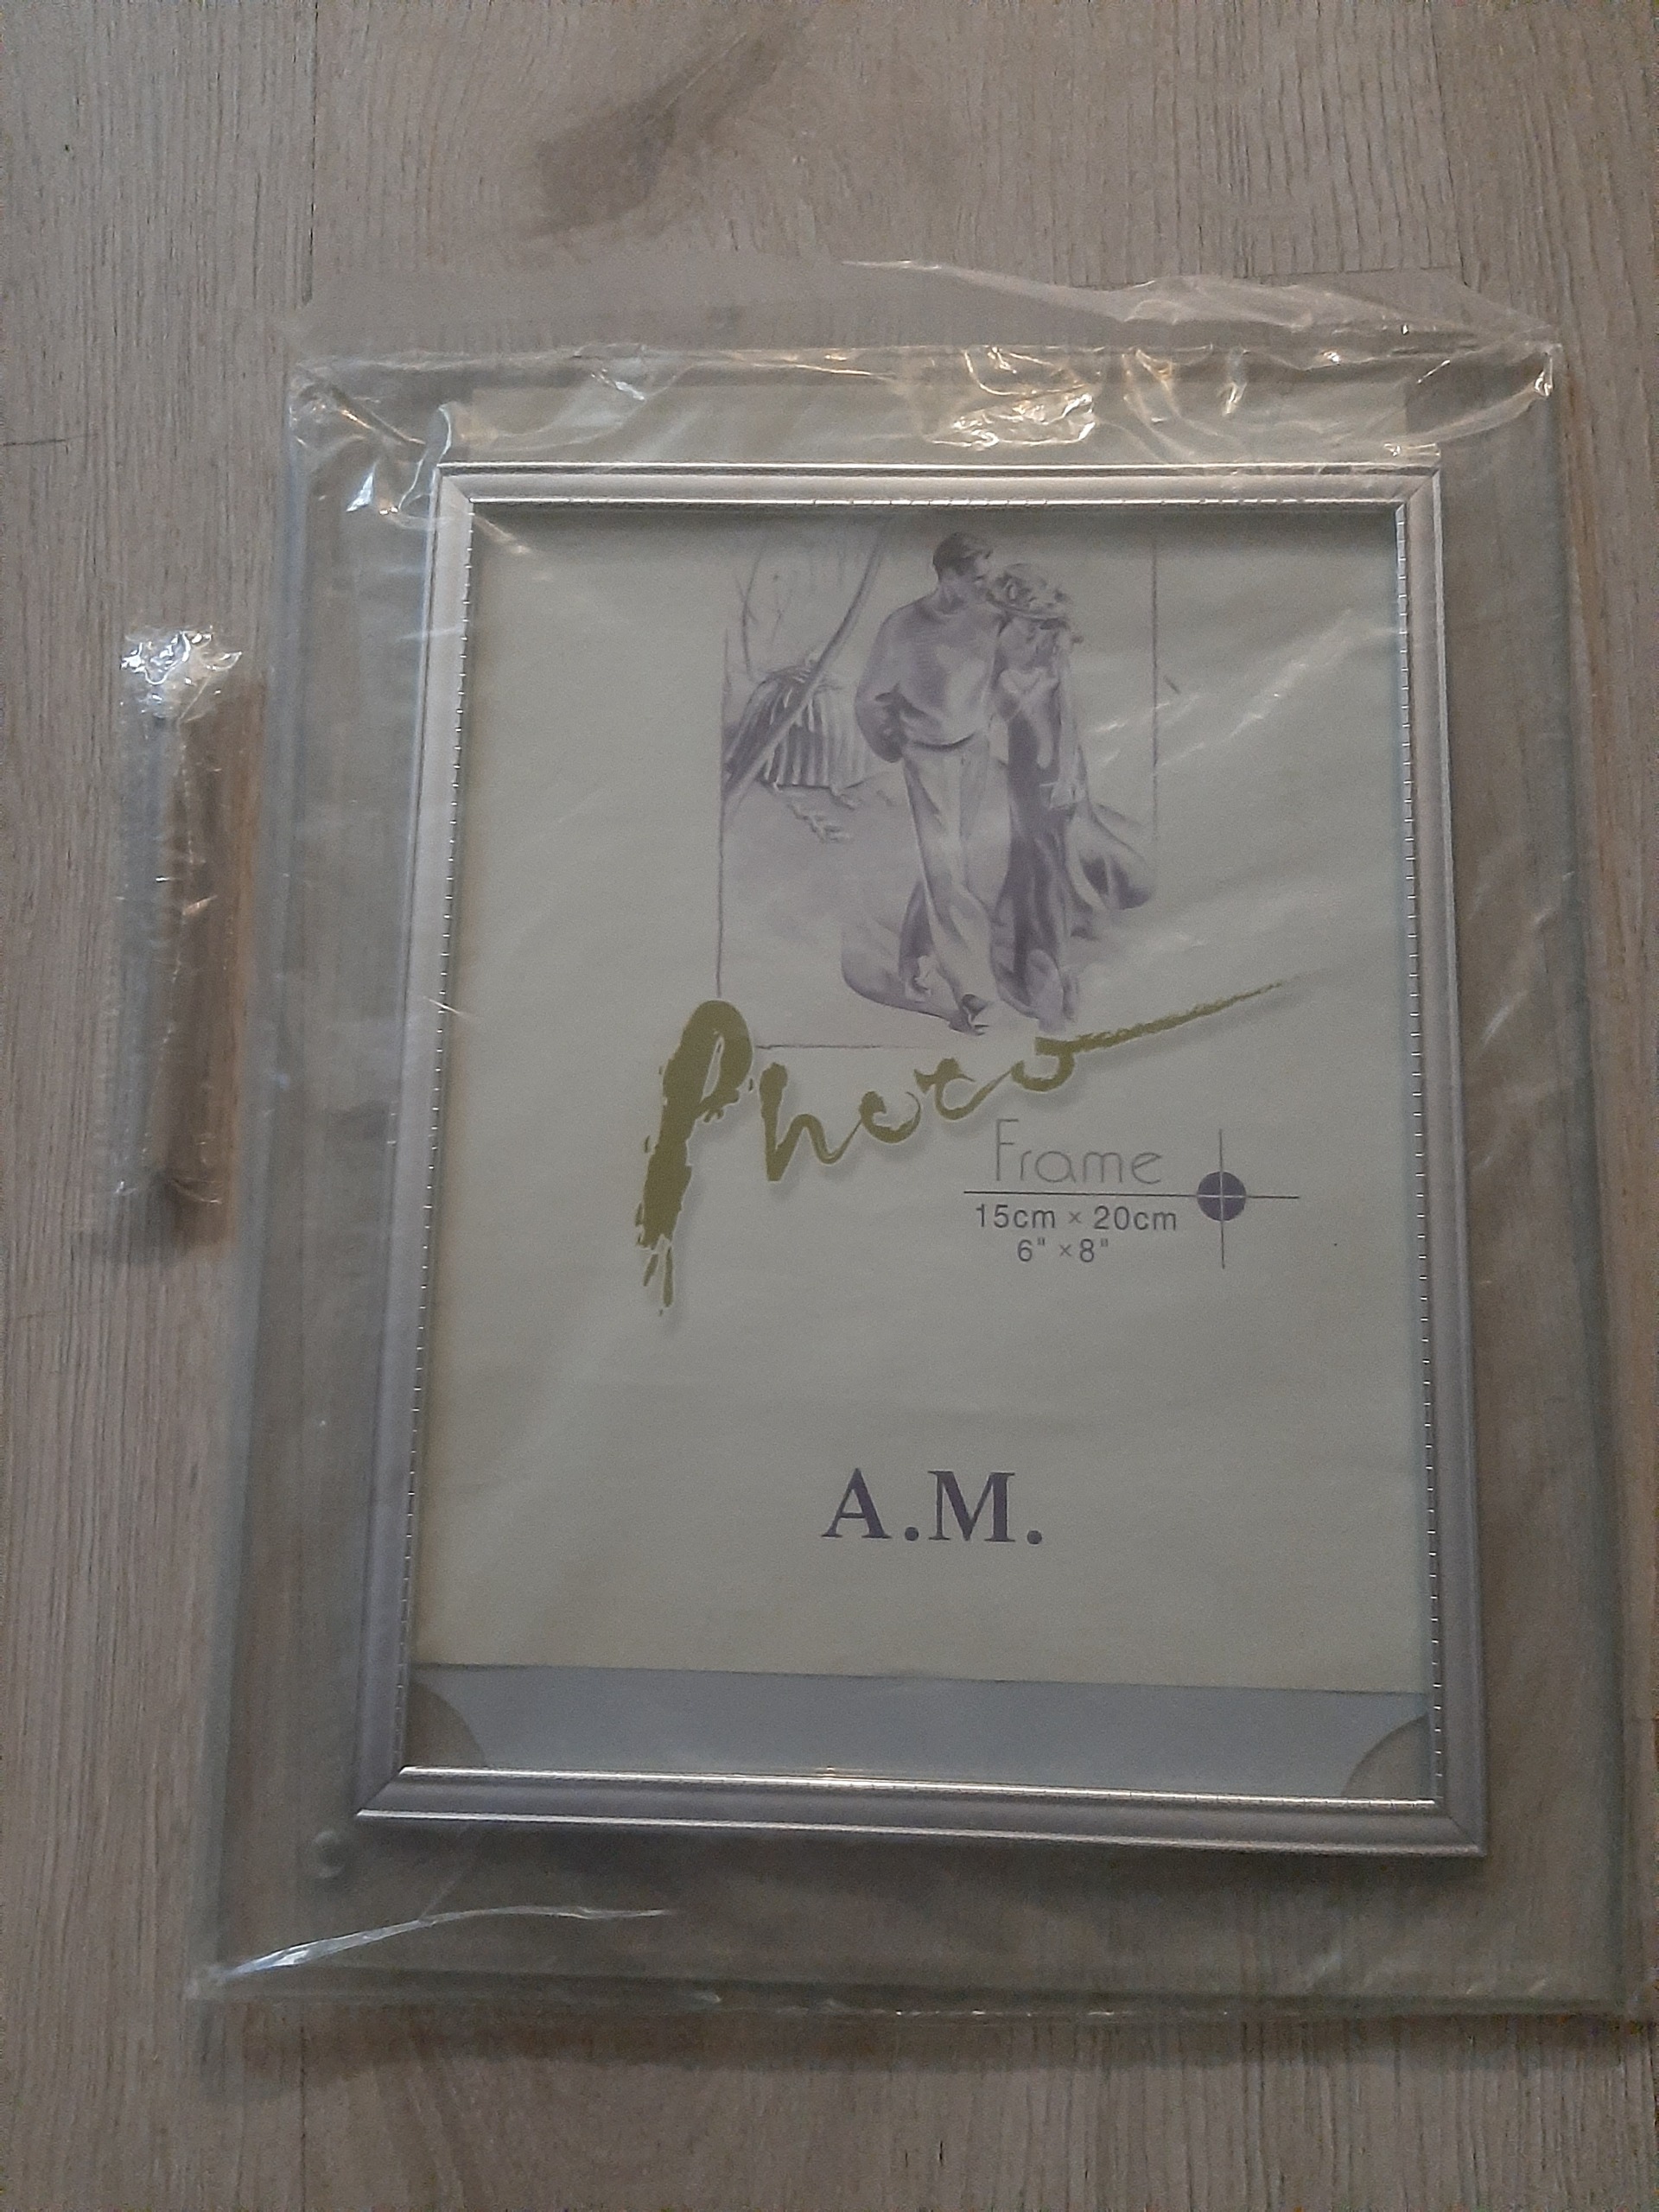 Photo
Frame
15cm × 20cm
6" × 8"
A.M.